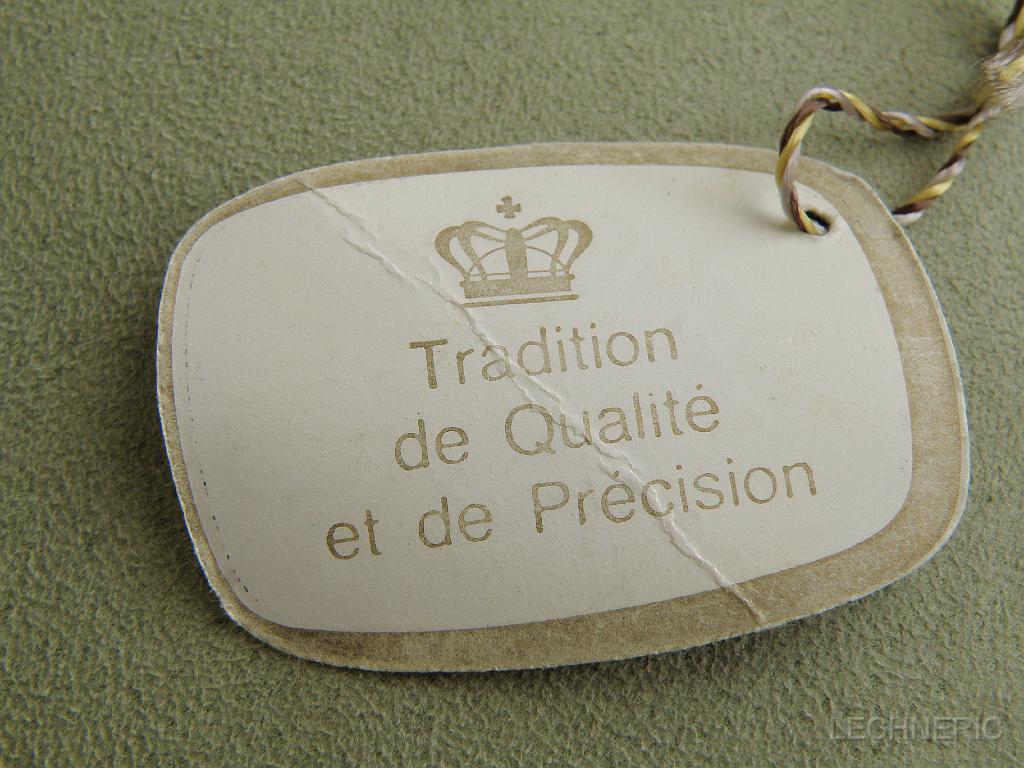 Tradition
de Qualité
et de Précision
LECHNERIC